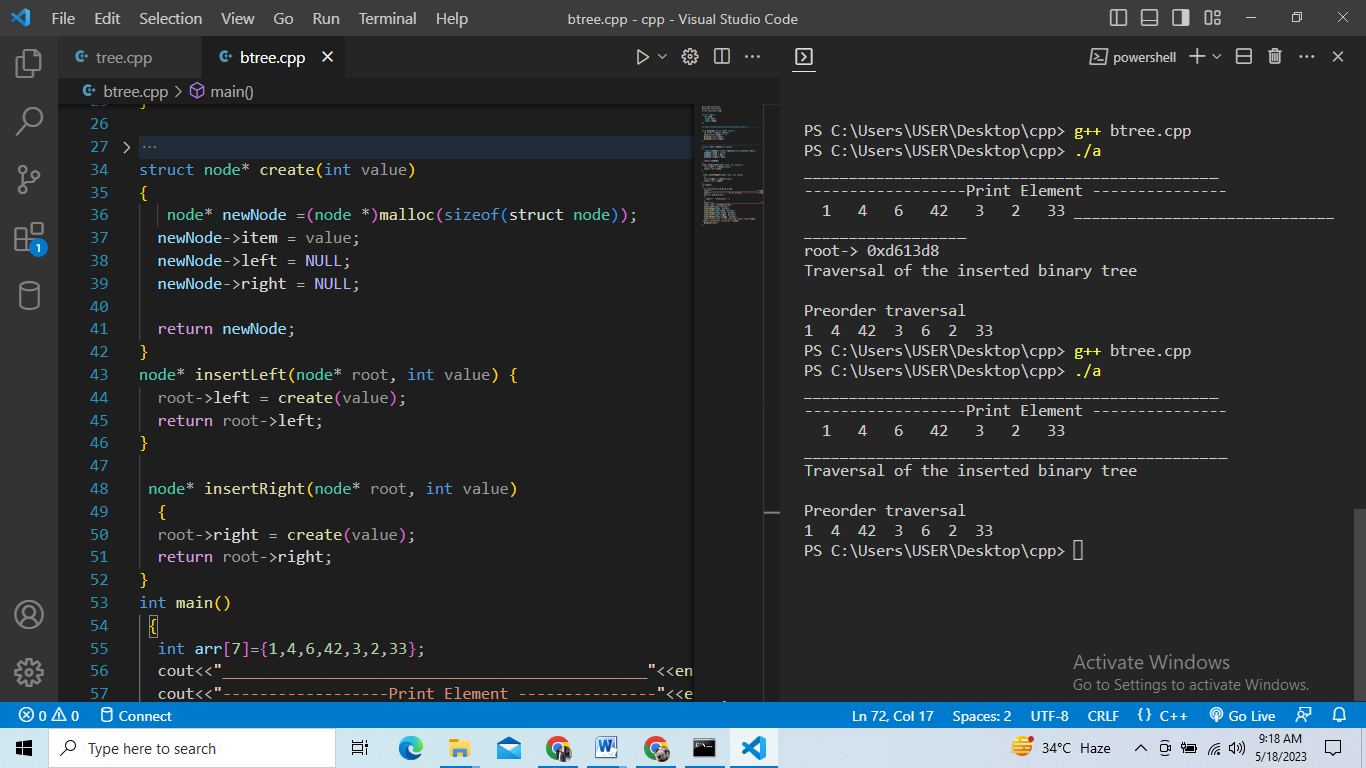 File Edit Selection View Go Run Terminal Help btree.cpp - cpp - Visual Studio Code
tree.cpp btree.cpp
btree.cpp > main()
26
27 > ...
34 struct node* create(int value)
35 {
36 node* newNode =(node *)malloc(sizeof(struct node));
37 newNode->item = value;
38 newNode->left = NULL;
39 newNode->right = NULL;
40
41 return newNode;
42 }
43 node* insertLeft(node* root, int value) {
44 root->left = create(value);
45 return root->left;
46 }
47
48 node* insertRight(node* root, int value)
49 {
50 root->right = create(value);
51 return root->right;
52 }
53 int main()
54 {
55 int arr[7]={1,4,6,42,3,2,33};
56 cout<<"______________________________________________"<<en
57 cout<<"------------------Print Element ---------------"<<e
powershell
PS C:\Users\USER\Desktop\cpp> g++ btree.cpp
PS C:\Users\USER\Desktop\cpp> ./a
______________________________________________
------------------Print Element ---------------
1 4 6 42 3 2 33 _____________________________
__________________
root-> 0xd613d8
Traversal of the inserted binary tree
Preorder traversal
1 4 42 3 6 2 33
PS C:\Users\USER\Desktop\cpp> g++ btree.cpp
PS C:\Users\USER\Desktop\cpp> ./a
______________________________________________
------------------Print Element ---------------
1 4 6 42 3 2 33
_______________________________________________
Traversal of the inserted binary tree
Preorder traversal
1 4 42 3 6 2 33
PS C:\Users\USER\Desktop\cpp>
Activate Windows
Go to Settings to activate Windows.
1
0 0 Connect Ln 72, Col 17 Spaces: 2 UTF-8 CRLF {} C++ Go Live
Type here to search 34°C Haze 9:18 AM
5/18/2023